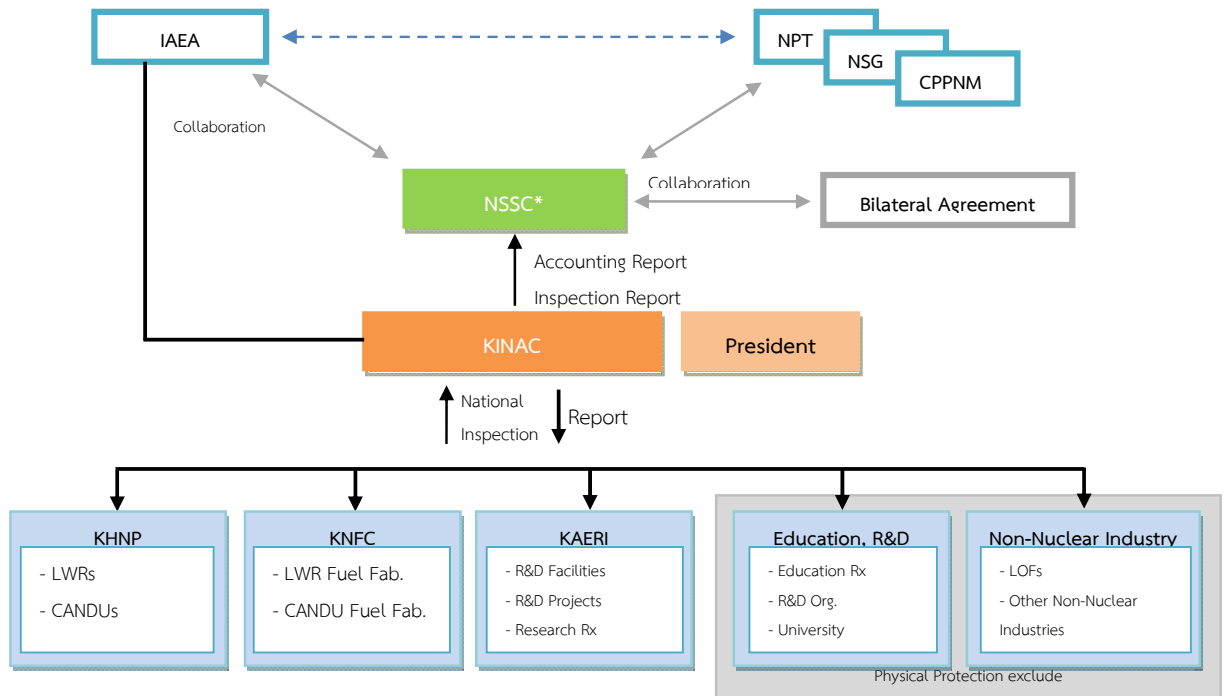 IAEA
NPT
NSG
CPPNM
Collaboration
NSSC*
Collaboration
Bilateral Agreement
Accounting Report
Inspection Report
KINAC
President
National
Inspection
Report
KHNP
- LWRs
- CANDUs
KNFC
- LWR Fuel Fab.
- CANDU Fuel Fab.
KAERI
- R&D Facilities
- R&D Projects
- Research Rx
Education, R&D
- Education Rx
- R&D Org.
- University
Non-Nuclear Industry
- LOFs
- Other Non-Nuclear
Industries
Physical Protection exclude